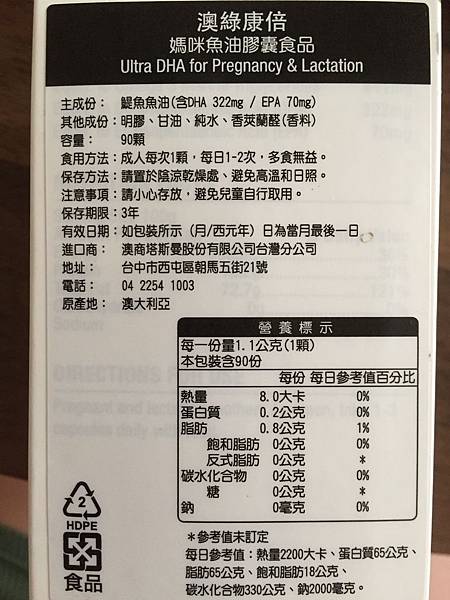 澳綠康倍
媽咪魚油膠囊食品
Ultra DHA for Pregnancy & Lactation
主成份： 鯷魚魚油(含DHA 322mg / EPA 70mg)
其他成份：明膠、甘油、純水、香莢蘭醛(香料)
容量： 90顆
食用方法：成人每次1顆，每日1-2次，多食無益。
保存方法：請置於陰涼乾燥處、避免高溫和日照。
注意事項：請小心存放，避免兒童自行取用。
保存期限：3年
有效日期：如包裝所示（月/西元年）日為當月最後一日
進口商： 澳商塔斯曼股份有限公司台灣分公司
地址： 台中市西屯區朝馬五街21號
電話： 04 2254 1003
原產地： 澳大利亞
營養標示
每一份量1.1公克(1顆)
本包裝含90份
每份 每日參考值百分比
熱量 8.0大卡 0%
蛋白質 0.2公克 0%
脂肪 0.8公克 1%
飽和脂肪 0公克 0%
反式脂肪 0公克 *
碳水化合物 0公克 0%
糖 0公克 *
鈉 0毫克 0%
＊參考值未訂定
每日參考值：熱量2200大卡、蛋白質65公克、
脂肪65公克、飽和脂肪18公克、
碳水化合物330公克、鈉2000毫克。
2
HDPE
食品